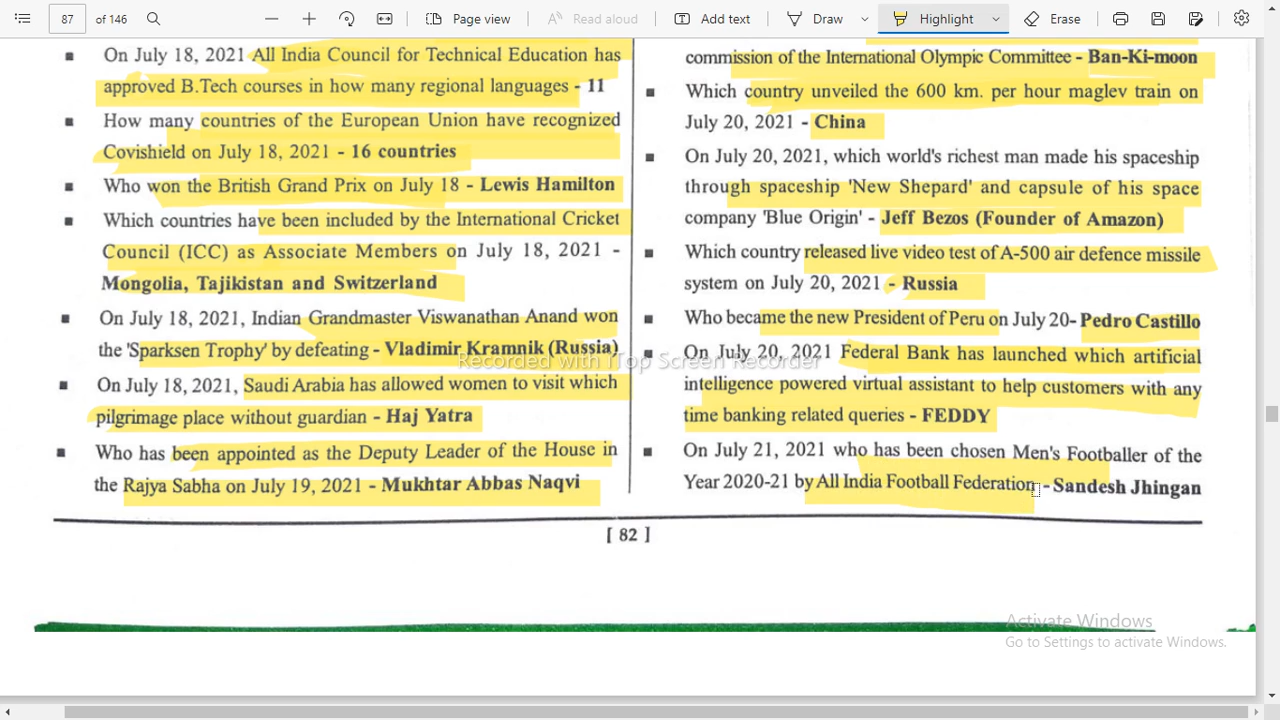 87 of 146
Page view
Read aloud
Add text
Draw
Highlight
Erase
On July 18, 2021 All India Council for Technical Education has
approved B.Tech courses in how many regional languages - 11
How many countries of the European Union have recognized
Covishield on July 18, 2021 - 16 countries
Who won the British Grand Prix on July 18 - Lewis Hamilton
Which countries have been included by the International Cricket
Council (ICC) as Associate Members on July 18, 2021 -
Mongolia, Tajikistan and Switzerland
On July 18, 2021, Indian Grandmaster Viswanathan Anand won
the 'Sparksen Trophy' by defeating - Vladimir Kramnik (Russia)
On July 18, 2021, Saudi Arabia has allowed women to visit which
pilgrimage place without guardian - Haj Yatra
Who has been appointed as the Deputy Leader of the House in
the Rajya Sabha on July 19, 2021 - Mukhtar Abbas Naqvi
commission of the International Olympic Committee - Ban-Ki-moon
Which country unveiled the 600 km. per hour maglev train on
July 20, 2021 - China
On July 20, 2021, which world's richest man made his spaceship
through spaceship 'New Shepard' and capsule of his space
company 'Blue Origin' - Jeff Bezos (Founder of Amazon)
Which country released live video test of A-500 air defence missile
system on July 20, 2021 - Russia
Who became the new President of Peru on July 20- Pedro Castillo
On July 20, 2021 Federal Bank has launched which artificial
intelligence powered virtual assistant to help customers with any
time banking related queries - FEDDY
On July 21, 2021 who has been chosen Men's Footballer of the
Year 2020-21 by All India Football Federation - Sandesh Jhingan
Recorded with iTop Screen Recorder
[ 82 ]
Activate Windows
Go to Settings to activate Windows.